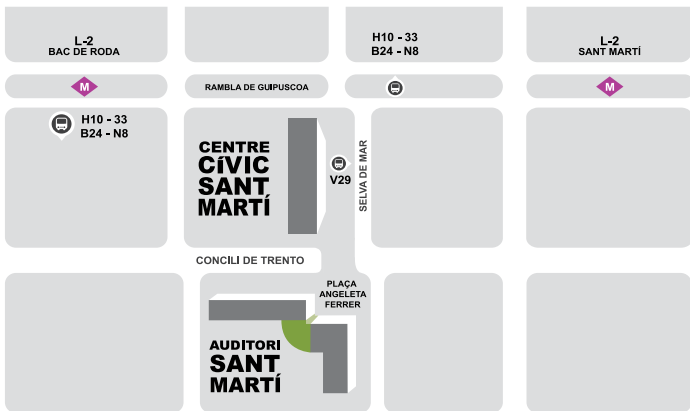 L-2
BAC DE RODA
H10 - 33
B24 - N8
L-2
SANT MARTÍ
M
RAMBLA DE GUIPUSCOA
M
H10 - 33
B24 - N8
CENTRE
CÍVIC
SANT
MARTÍ
V29
SELVA DE MAR
CONCILI DE TRENTO
PLAÇA
ANGELETA
FERRER
AUDITORI
SANT
MARTÍ